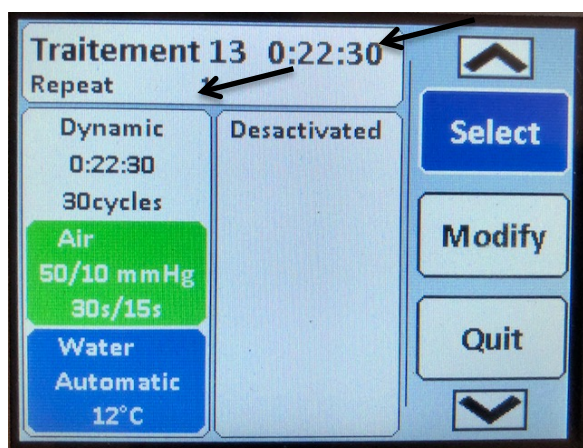 Traitement 13 0:22:30
Repeat
Dynamic
0:22:30
30cycles
Air
50/10 mmHg
30s/15s
Water
Automatic
12°C
Desactivated
Select
Modify
Quit